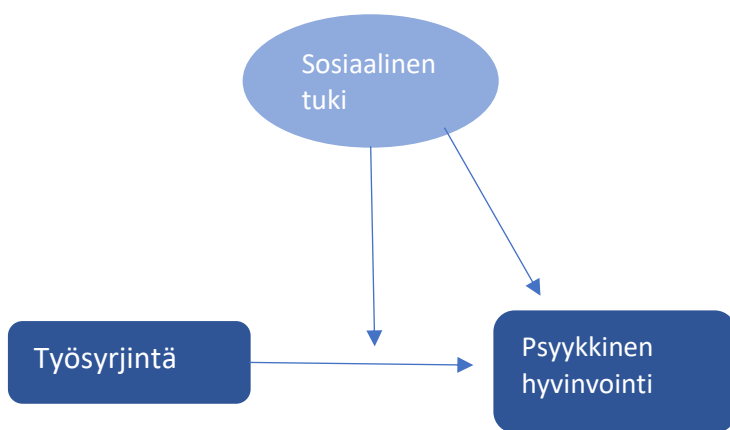 Sosiaalinen
tuki
Työsyrjintä
Psyykkinen
hyvinvointi